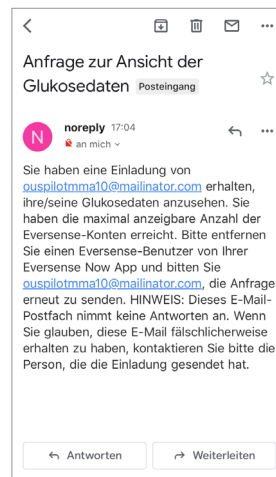 Anfrage zur Ansicht der
Glukosedaten Posteingang
N noreply 17:04
an mich
Sie haben eine Einladung von
ouspilotmma10@mailinator.com erhalten,
ihre/seine Glukosedaten anzusehen. Sie
haben die maximal anzeigbare Anzahl der
Eversense-Konten erreicht. Bitte entfernen
Sie einen Eversense-Benutzer von Ihrer
Eversense Now App und bitten Sie
ouspilotmma10@mailinator.com, die Anfrage
erneut zu senden. HINWEIS: Dieses E-Mail-
Postfach nimmt keine Antworten an. Wenn
Sie glauben, diese E-Mail fälschlicherweise
erhalten zu haben, kontaktieren Sie bitte die
Person, die die Einladung gesendet hat.
Antworten Weiterleiten